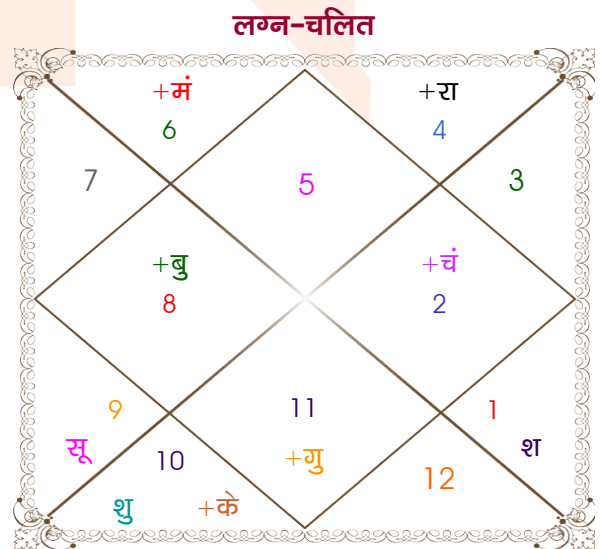 लग्न-चलित
+मं +रा
6 4
7 5 3
+बु +चं
8 2
9 11 1
सू 10 +गु श
12
शु +के